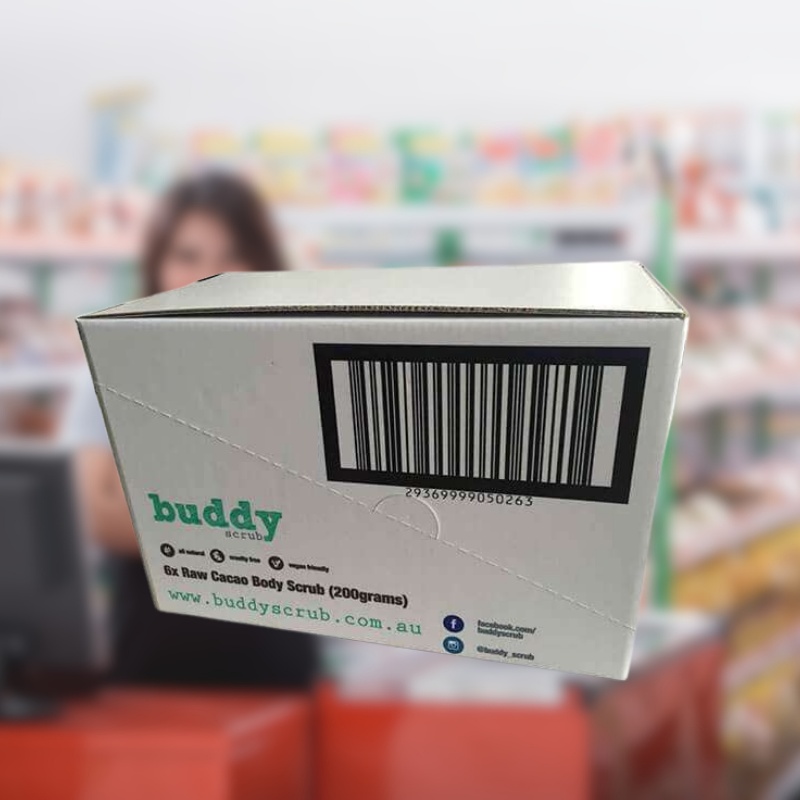 29369999050263
buddy
scrub
all natural cruelty free vegan friendly
6x Raw Cacao Body Scrub (200grams)
www.buddyscrub.com.au
facebook.com/
buddyscrub
@buddy_scrub